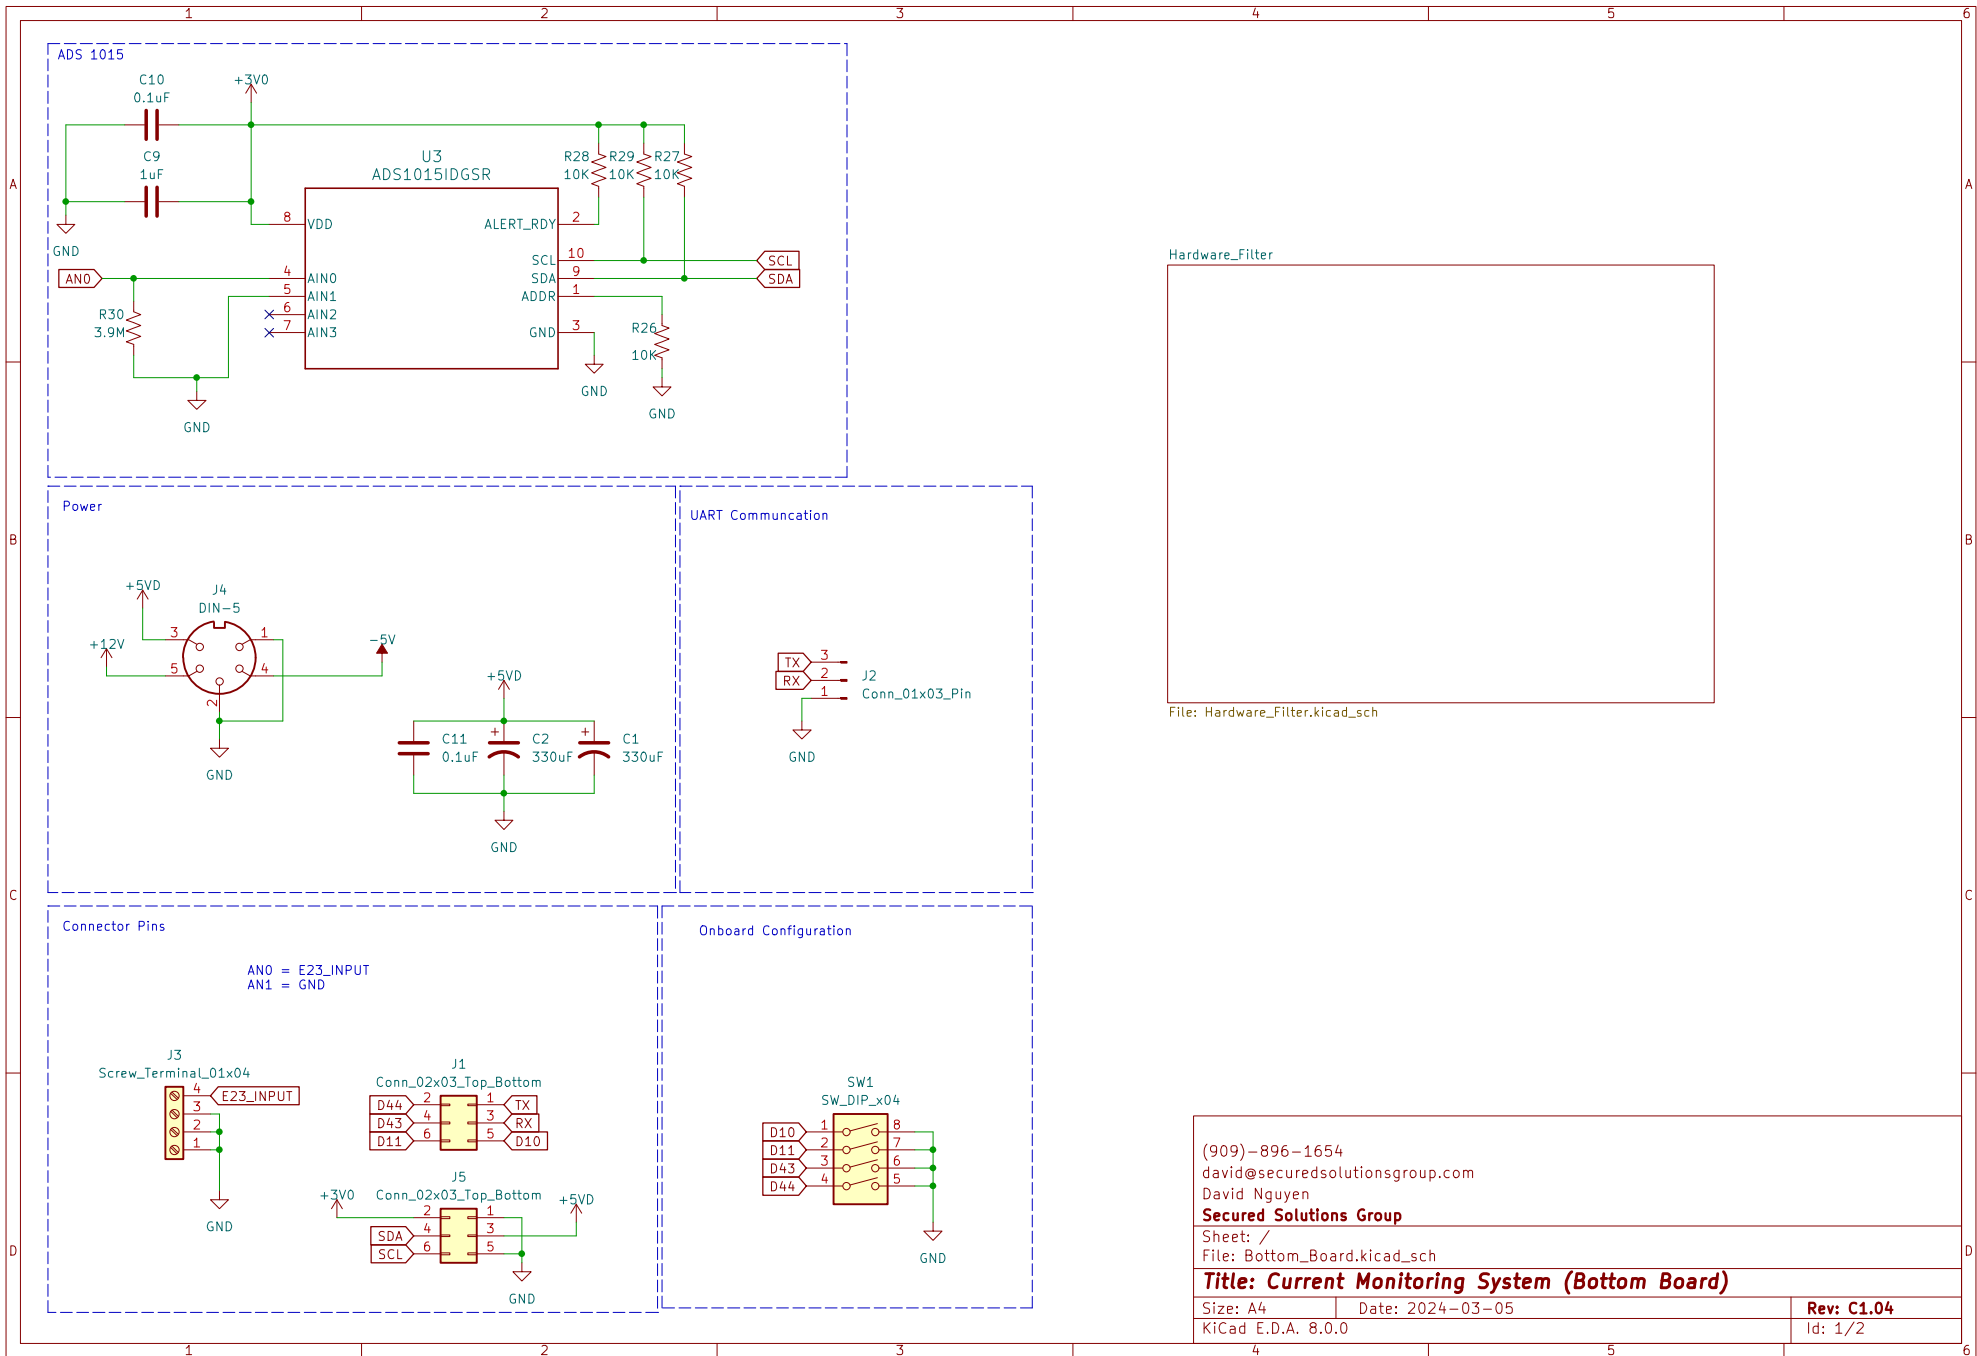 1 2 3 4 5 6
A A
B B
C C
D D
ADS 1015
C10
0.1uF
+3V0
C9
1uF
GND
U3
ADS1015IDGSR
8 VDD
4 AIN0
5 AIN1
6 AIN2
7 AIN3
ALERT_RDY 2
SCL 10
SDA 9
ADDR 1
GND 3
R28
10K
R29
10K
R27
10K
SCL
SDA
AN0
R30
3.9M
GND
R26
10K
GND
GND
Hardware_Filter
File: Hardware_Filter.kicad_sch
Power
+5VD
J4
DIN-5
+12V
3 1
5 4
2
-5V
GND
+5VD
C11
0.1uF
+ C2
330uF
+ C1
330uF
GND
UART Communcation
TX 3
RX 2
1
J2
Conn_01x03_Pin
GND
Connector Pins
AN0 = E23_INPUT
AN1 = GND
J3
Screw_Terminal_01x04
4 E23_INPUT
3
2
1
GND
J1
Conn_02x03_Top_Bottom
D44 2 1 TX
D43 4 3 RX
D11 6 5 D10
J5
Conn_02x03_Top_Bottom
+3V0
+5VD
2 1
SDA 4 3
SCL 6 5
GND
Onboard Configuration
SW1
SW_DIP_x04
D10 1 8
D11 2 7
D43 3 6
D44 4 5
GND
(909)-896-1654
david@securedsolutionsgroup.com
David Nguyen
Secured Solutions Group
Sheet: /
File: Bottom_Board.kicad_sch
Title: Current Monitoring System (Bottom Board)
Size: A4 Date: 2024-03-05 Rev: C1.04
KiCad E.D.A. 8.0.0 Id: 1/2
1 2 3 4 5 6